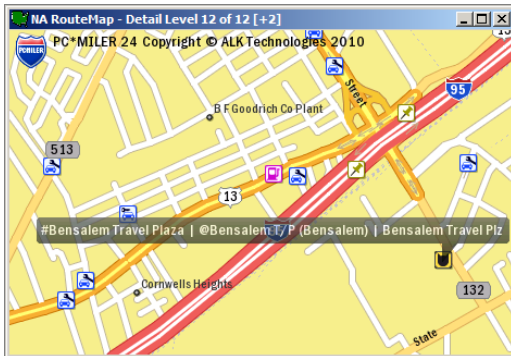 NA RouteMap - Detail Level 12 of 12 [+2]
PC*MILER 24 Copyright © ALK Technologies 2010
PCMILER
Street
95
B F Goodrich Co Plant
513
13
#Bensalem Travel Plaza | @Bensalem T/P (Bensalem) | Bensalem Travel Plz
Cornwells Heights
132
State